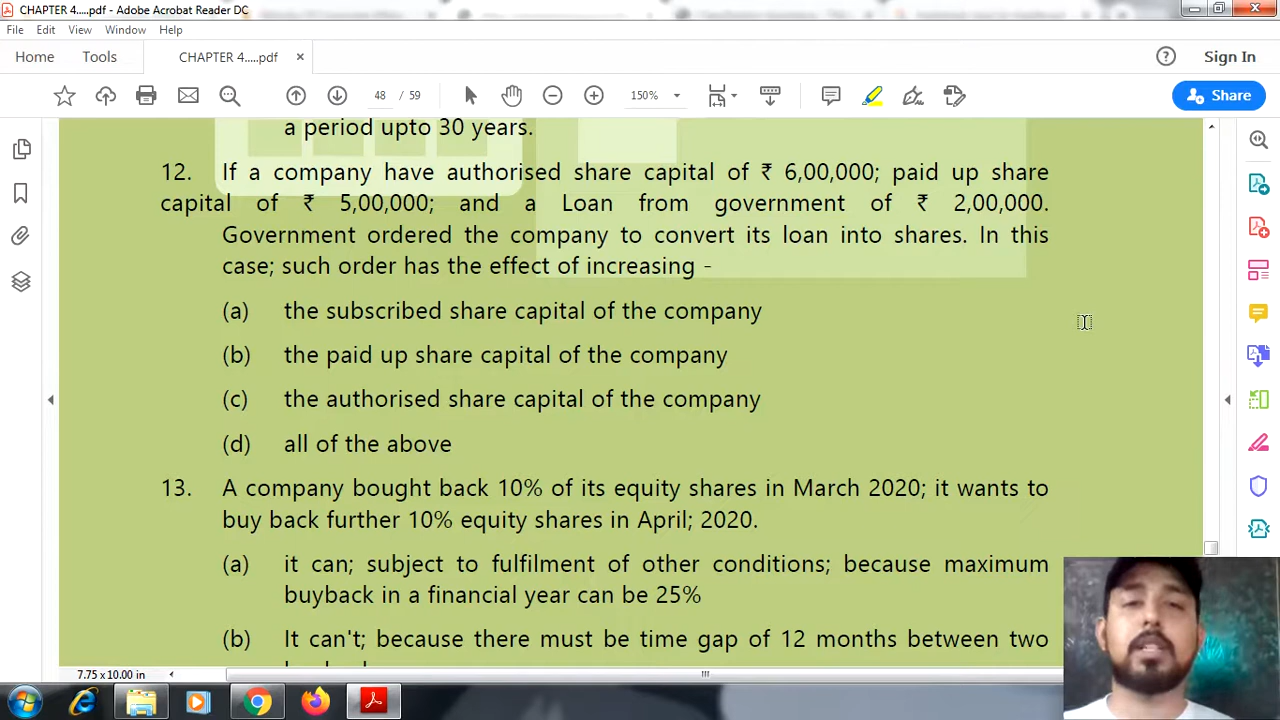 CHAPTER 4.....pdf - Adobe Acrobat Reader DC
File Edit View Window Help
Home Tools CHAPTER 4.....pdf × Sign In
48 / 59 150% Share
a period upto 30 years.
12. If a company have authorised share capital of ₹ 6,00,000; paid up share
capital of ₹ 5,00,000; and a Loan from government of ₹ 2,00,000.
Government ordered the company to convert its loan into shares. In this
case; such order has the effect of increasing -
(a) the subscribed share capital of the company
(b) the paid up share capital of the company
(c) the authorised share capital of the company
(d) all of the above
13. A company bought back 10% of its equity shares in March 2020; it wants to
buy back further 10% equity shares in April; 2020.
(a) it can; subject to fulfilment of other conditions; because maximum
buyback in a financial year can be 25%
(b) It can't; because there must be time gap of 12 months between two
7.75 x 10.00 in